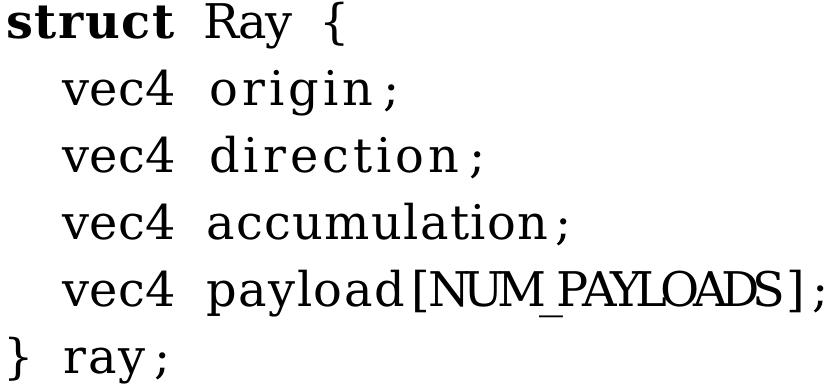 struct Ray {
  vec4 origin;
  vec4 direction;
  vec4 accumulation;
  vec4 payload[NUM_PAYLOADS];
} ray;